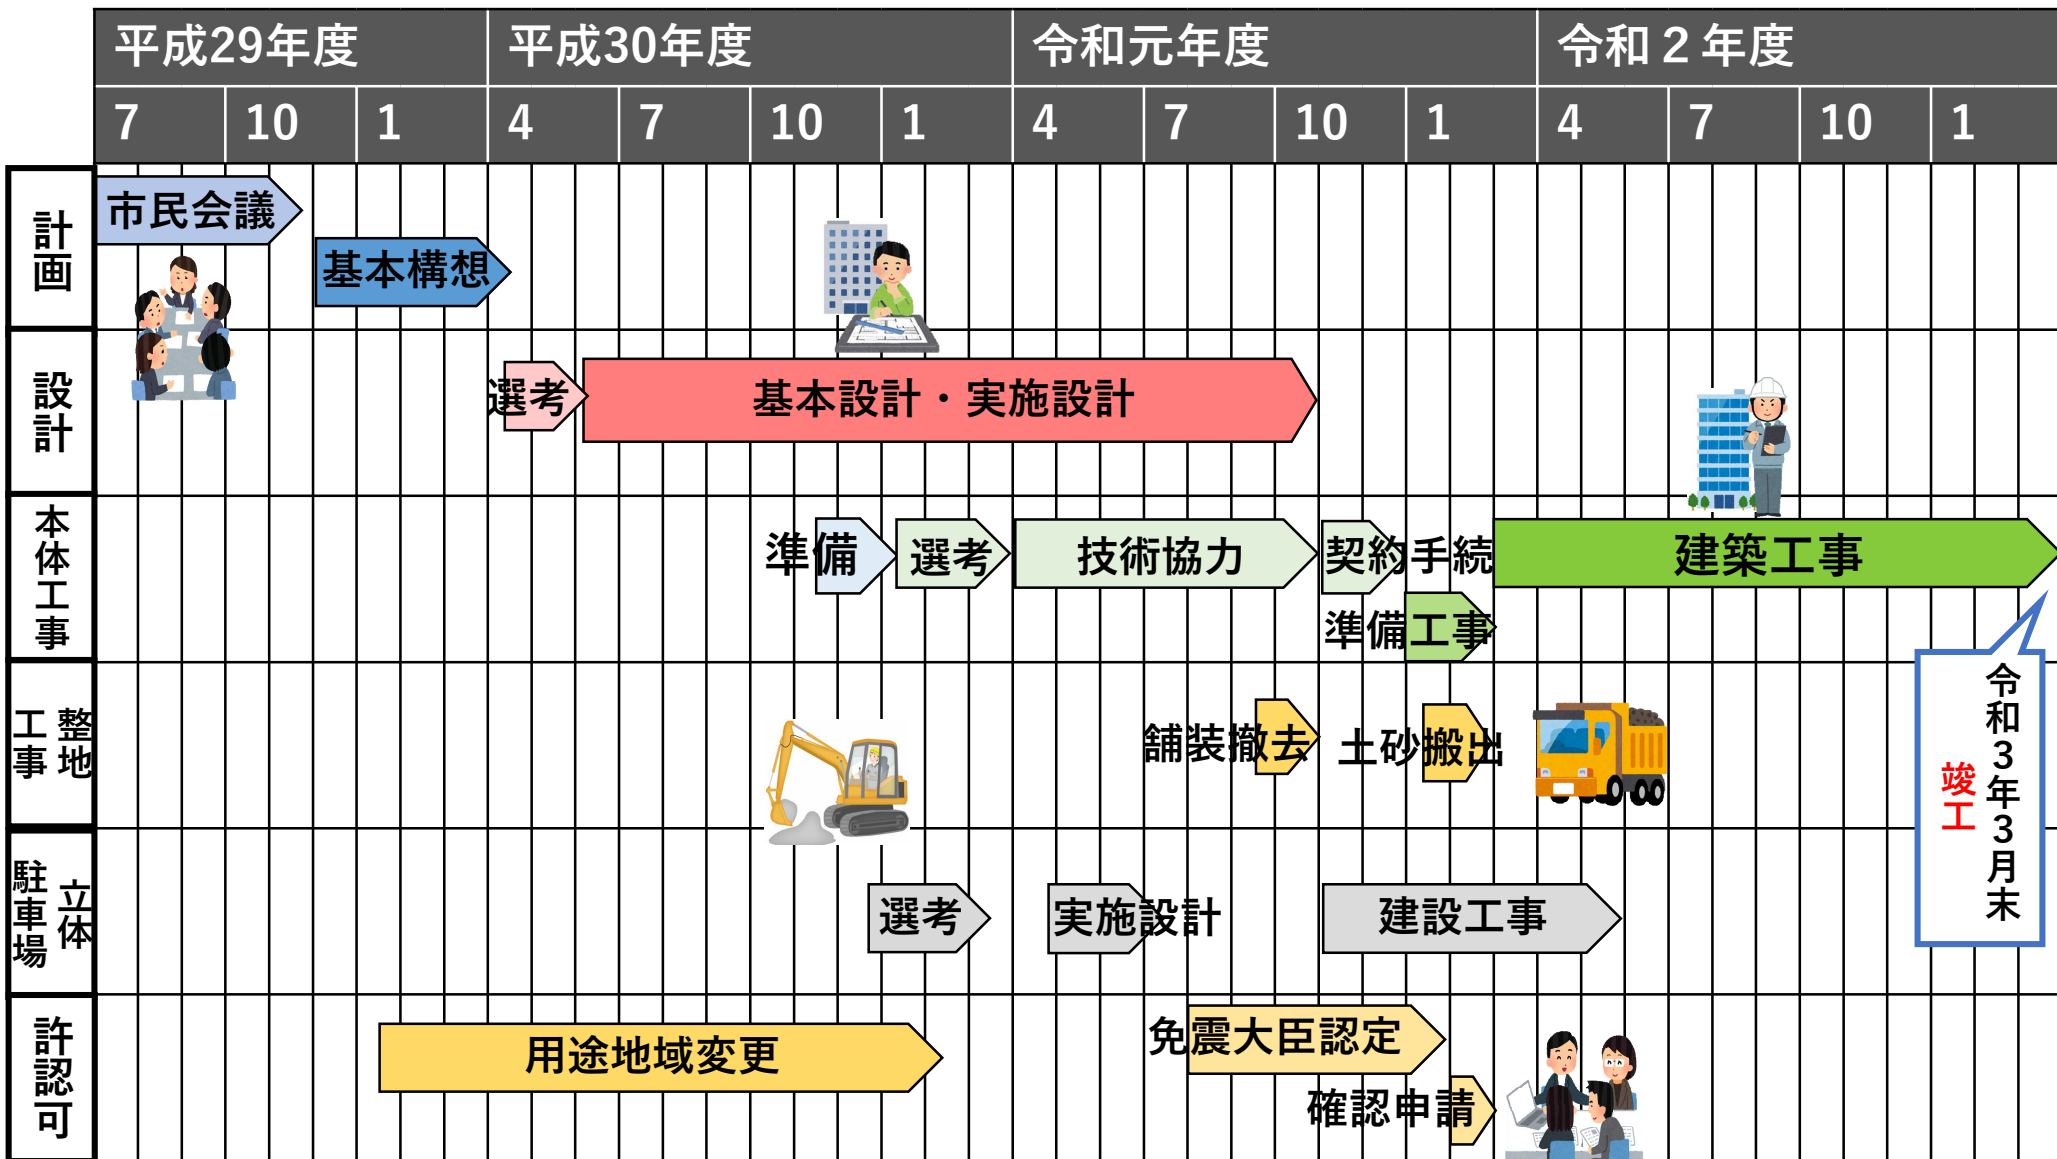 平成29年度 平成30年度 令和元年度 令和２年度
7 10 1 4 7 10 1 4 7 10 1 4 7 10 1
計画
市民会議
基本構想
設計
選考
基本設計・実施設計
本体工事
準備
選考
技術協力
契約手続
建築工事
準備工事
整地
工事
舗装撤去
土砂搬出
令和３年３月末
竣工
立体
駐車場
選考
実施設計
建設工事
許認可
用途地域変更
免震大臣認定
確認申請